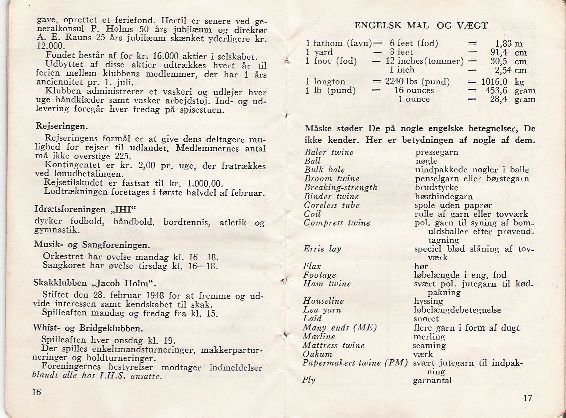 gave, oprettet et feriefond. Hertil er senere ved ge-
neralkonsul P. Holms 50 års jubilæum og direktør
A. E. Rauns 25 års jubilæum skænket yderligere kr.
12.000.
Fondet består af for kr. 16.000 aktier i selskabet.
Udbyttet af disse aktier udtrækkes hvert år til
ferien mellem klubbens medlemmer, der har 1 års
anciennitet pr. 1. juli.
Klubben administrerer et vaskeri og udlejer hver
uge håndklæder samt vasker arbejdstøj. Ind- og ud-
levering foregår hver fredag på spisestuen.
Rejseringen.
Rejseringens formål er at give dens deltagere mu-
lighed for rejser til udlandet. Medlemmernes antal
må ikke overstige 225.
Kontingentet er kr. 2,00 pr. uge, der fratrækkes
ved lønudbetalingen.
Rejsetilskudet er fastsat til kr. 1.000,00.
Lodtrækningen foretages i første halvdel af februar.
Idrætsforeningen „IHI"
dyrker fodbold, håndbold, bordtennis, atletik og
gymnastik.
Musik- og Sangforeningen.
Orkestret har øvelse mandag kl. 16—18.
Sangkoret har øvelse tirsdag kl. 16—18.
Skakklubben „Jacob Holm".
Stiftet den 28. februar 1948 for at fremme og ud-
vide interessen samt kendskabet til skak.
Spilleaften mandag og fredag fra kl. 15.
Whist- og Bridgeklubben.
Spilleaften hver onsdag kl. 19.
Der spilles enkeltmandsturneringer, makkerpartur-
neringer og holdturneringer.
Foreningernes bestyrelser modtager indmeldelser
blandt alle hos I.H.S. ansatte.
16
ENGELSK MÅL OG VÆGT
1 fathom (favn) — 6 feet (fod) — 1,83 m
1 yard — 3 feet — 91,4 cm
1 foot (fod) — 12 inches (tommer) — 30,5 cm
1 inch — 2,54 cm
1 longton — 2240 lbs (pund) — 1016,0 kg
1 lb (pund) — 16 ounces — 453,6 gram
1 ounce — 28,4 gram
Måske støder De på nogle engelske betegnelser, De
ikke kender. Her er betydningen af nogle af dem.
Baler twine pressegarn
Ball nøgle
Bulk bale uindpakkede nøgler i balle
Broom twine penselgarn eller børstegarn
Breaking-strength brudstyrke
Binder twine høstbindegarn
Coreless tube spole uden paprør
Coil rulle af garn eller tovværk
Compress twine pol. garn til syning af bom-
uldsballer efter prøveud-
tagning
Errie lay speciel blød slåning af tov-
værk
Flax hør
Footage løbelængde i eng. fod
Ham twine svært pol. jutegarn til kød-
pakning
Houseline hysing
Lea yarn løbelængdebetegnelse
Laid snoet
Many ends (ME) flere garn i form af dugt
Marline merling
Mattress twine sømning
Oakum værk
Papermakers twine (PM) svært jutegarn til indpak-
ning
Ply garnantal
17